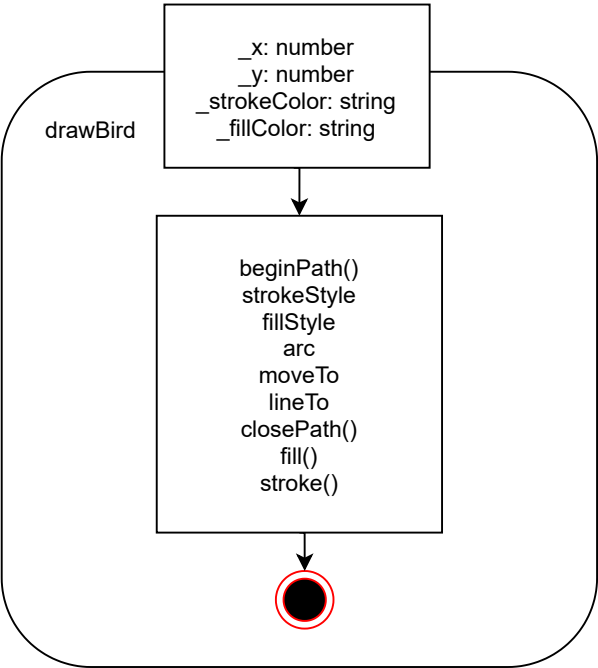 _x: number
_y: number
_strokeColor: string
_fillColor: string
drawBird
beginPath()
strokeStyle
fillStyle
arc
moveTo
lineTo
closePath()
fill()
stroke()